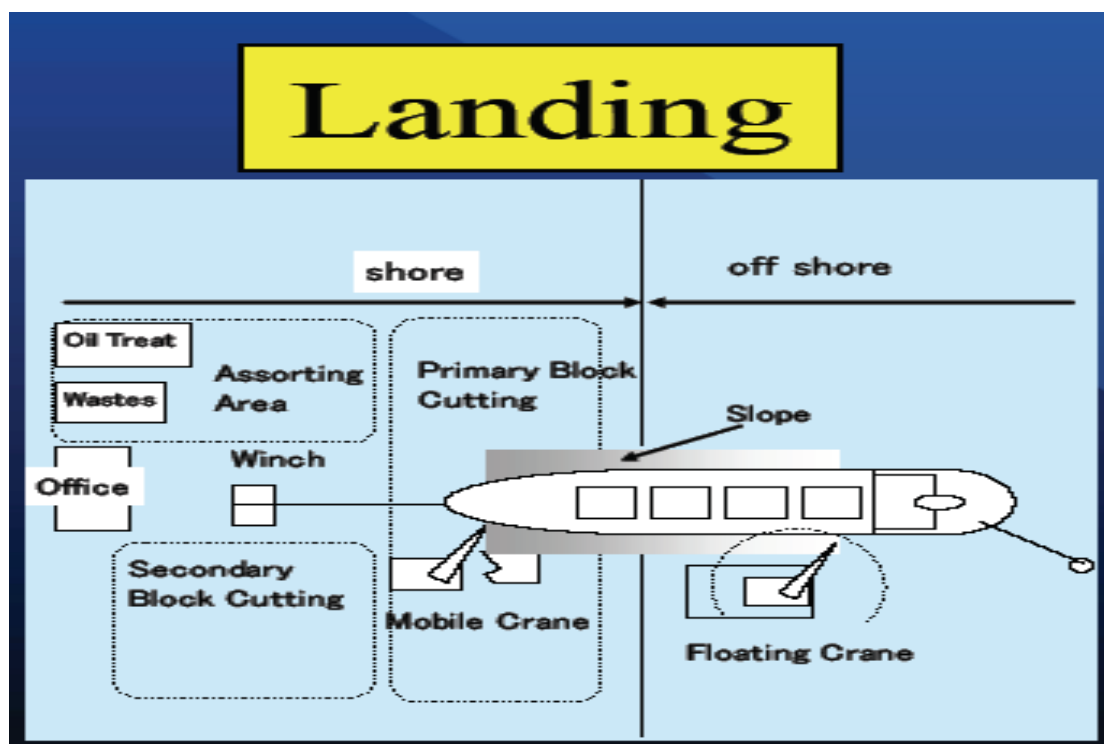 Landing
shore
off shore
Oil Treat
Wastes
Assorting
Area
Primary Block
Cutting
Slope
Winch
Office
Secondary
Block Cutting
Mobile Crane
Floating Crane